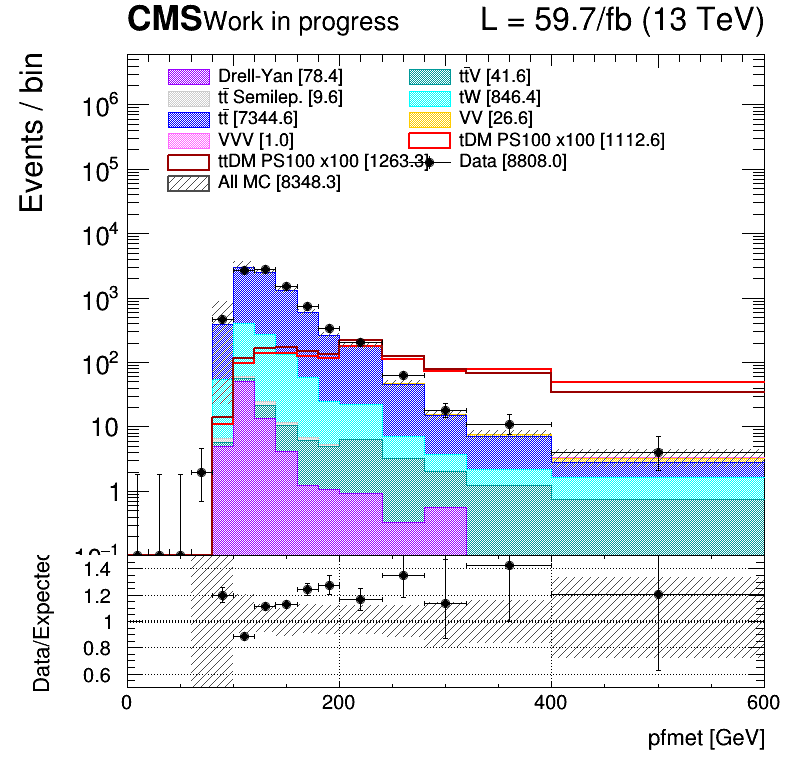 CMS Work in progress L = 59.7/fb (13 TeV)
Events / bin
Drell-Yan [78.4] tt̄V [41.6]
tt̄ Semilep. [9.6] tW [846.4]
tt̄ [7344.6] VV [26.6]
VVV [1.0] tDM PS100 x100 [1112.6]
ttDM PS100 x100 [1263.3] Data [8808.0]
All MC [8348.3]
10⁶
10⁵
10⁴
10³
10²
10
1
10⁻¹
Data/Expected
1.4
1.2
1
0.8
0.6
0 200 400 600
pfmet [GeV]